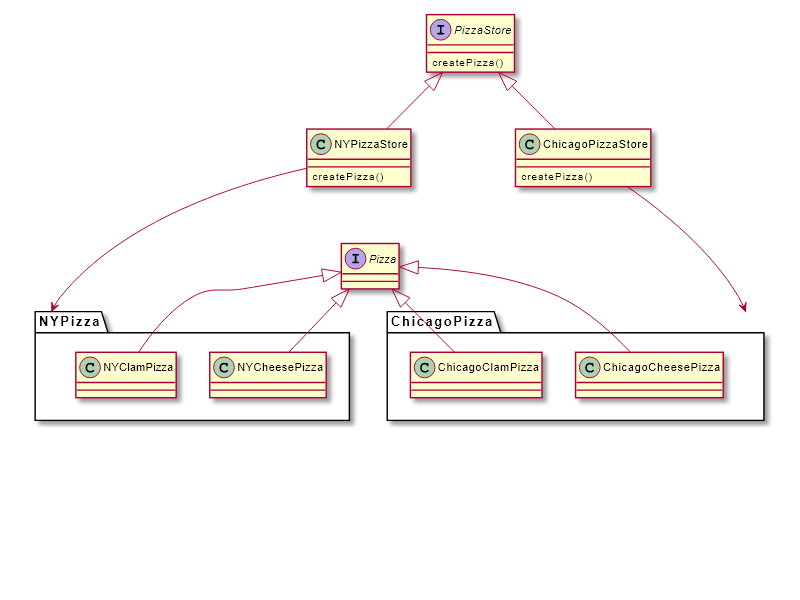 I PizzaStore
createPizza()
C NYPizzaStore
createPizza()
C ChicagoPizzaStore
createPizza()
I Pizza
NYPizza
C NYClamPizza
C NYCheesePizza
ChicagoPizza
C ChicagoClamPizza
C ChicagoCheesePizza